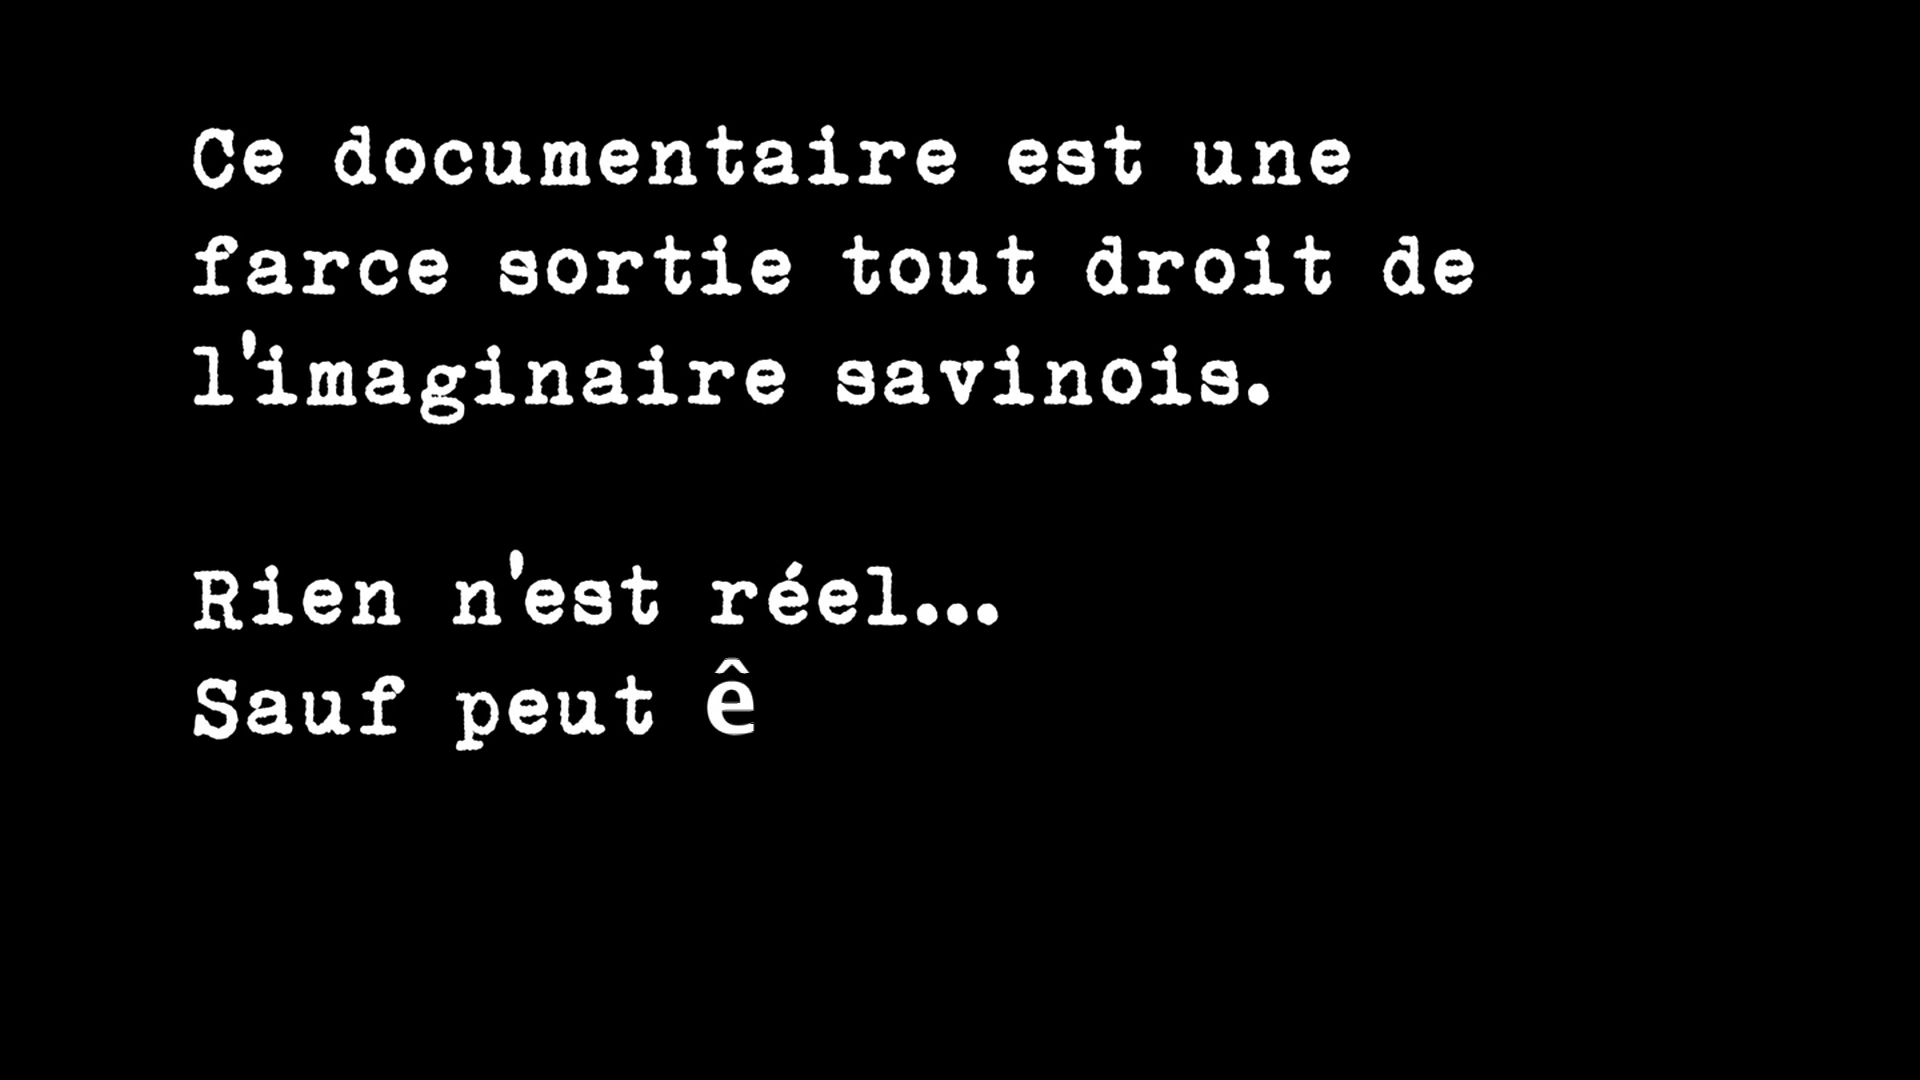 Ce documentaire est une
farce sortie tout droit de
l'imaginaire savinois.
Rien n'est réel...
Sauf peut ê